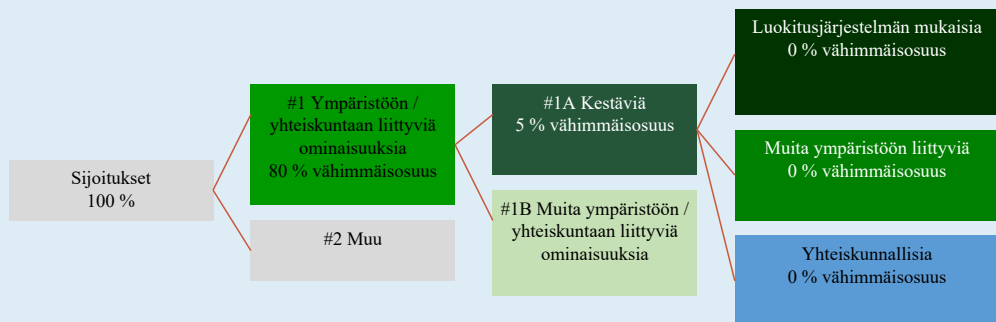 Sijoitukset
100 %
#1 Ympäristöön /
yhteiskuntaan liittyviä
ominaisuuksia
80 % vähimmäisosuus
#2 Muu
#1A Kestäviä
5 % vähimmäisosuus
#1B Muita ympäristöön /
yhteiskuntaan liittyviä
ominaisuuksia
Luokitusjärjestelmän mukaisia
0 % vähimmäisosuus
Muita ympäristöön liittyviä
0 % vähimmäisosuus
Yhteiskunnallisia
0 % vähimmäisosuus